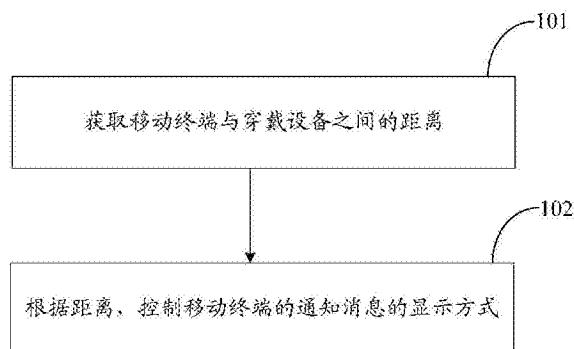 101
获取移动终端与穿戴设备之间的距离
102
根据距离，控制移动终端的通知消息的显示方式